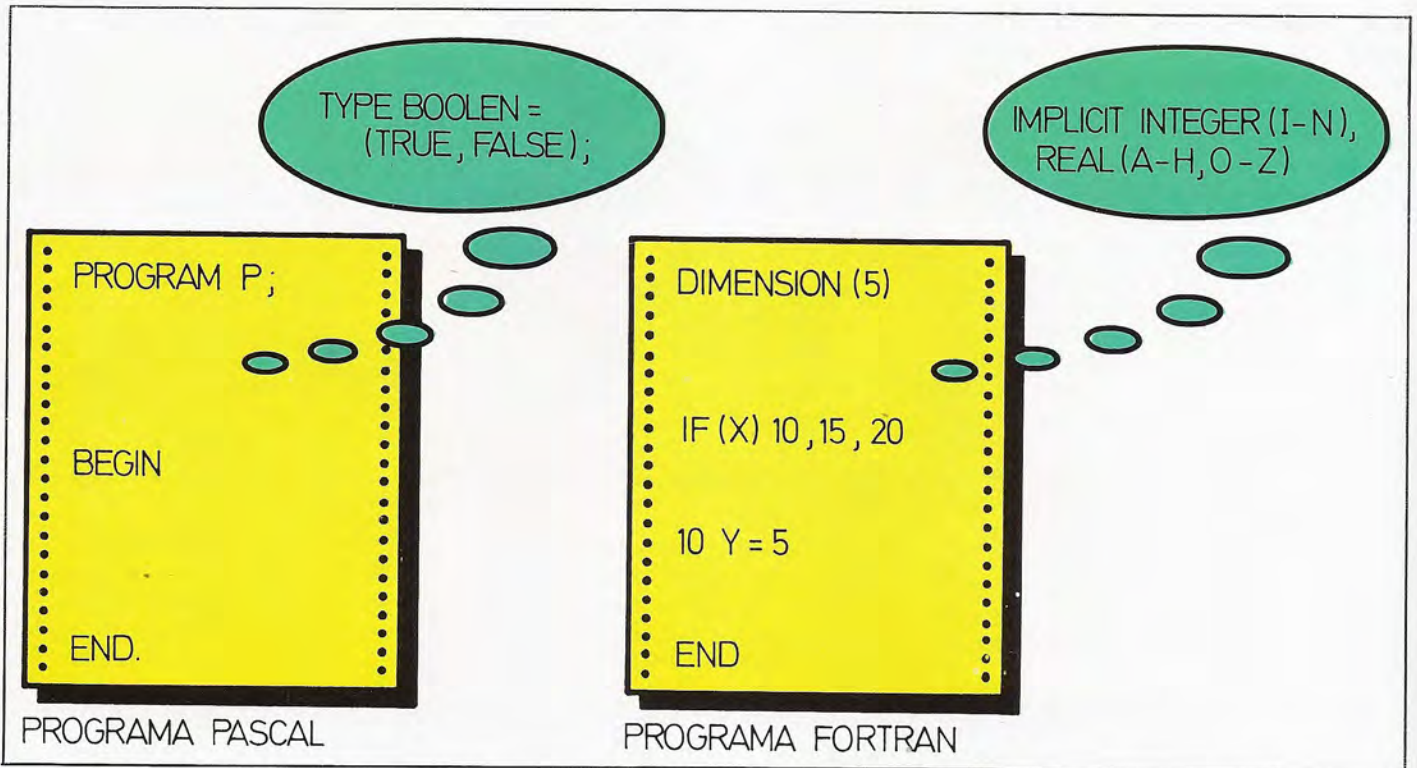 TYPE BOOLEN =
(TRUE, FALSE);
PROGRAM P;
BEGIN
END.
PROGRAMA PASCAL
IMPLICIT INTEGER (I-N),
REAL (A-H, O-Z)
DIMENSION (5)
IF (X) 10, 15, 20
10 Y = 5
END
PROGRAMA FORTRAN